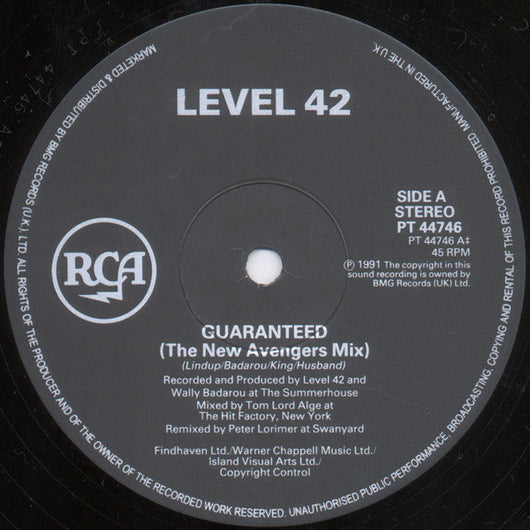 LEVEL 42
SIDE A
STEREO
PT 44746
PT 44746 A‡
45 RPM
℗ 1991 The copyright in this
sound recording is owned by
BMG Records (UK) Ltd.
RCA
GUARANTEED
(The New Avengers Mix)
(Lindup/Badarou/King/Husband)
Recorded and Produced by Level 42 and
Wally Badarou at The Summerhouse
Mixed by Tom Lord Alge at
The Hit Factory, New York
Remixed by Peter Lorimer at Swanyard
Findhaven Ltd./Warner Chappell Music Ltd./
Island Visual Arts Ltd./
Copyright Control
MARKETED & DISTRIBUTED BY BMG RECORDS (UK), LTD ALL RIGHTS OF THE PRODUCER AND OF THE OWNER OF THE RECORDED WORK RESERVED. UNAUTHORISED PUBLIC PERFORMANCE, BROADCASTING, COPYING AND RENTAL OF THIS RECORD PROHIBITED MANUFACTURED IN THE U.K.